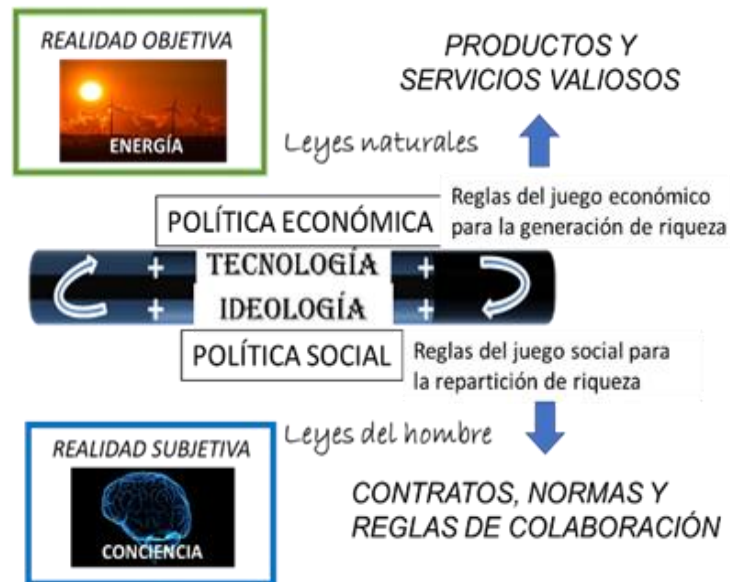 REALIDAD OBJETIVA
ENERGÍA
PRODUCTOS Y
SERVICIOS VALIOSOS
Leyes naturales
POLÍTICA ECONÓMICA
Reglas del juego económico
para la generación de riqueza
+ TECNOLOGÍA +
+ IDEOLOGÍA +
POLÍTICA SOCIAL
Reglas del juego social para
la repartición de riqueza
REALIDAD SUBJETIVA
CONCIENCIA
Leyes del hombre
CONTRATOS, NORMAS Y
REGLAS DE COLABORACIÓN